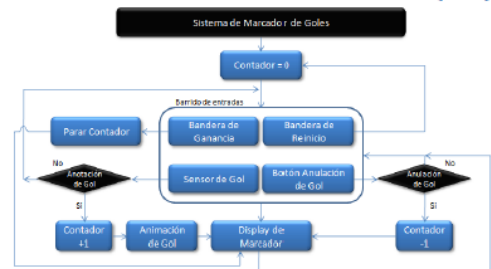 Sistema de Marcador de Goles
Contador = 0
Barrido de entradas
Bandera de
Ganancia
Bandera de
Reinicio
Parar Contador
Sensor de Gol
Botón Anulación
de Gol
No
Anotación
de Gol
Si
No
Anulación
de Gol
Si
Contador
+1
Animación
de Gol
Display de
Marcador
Contador
-1